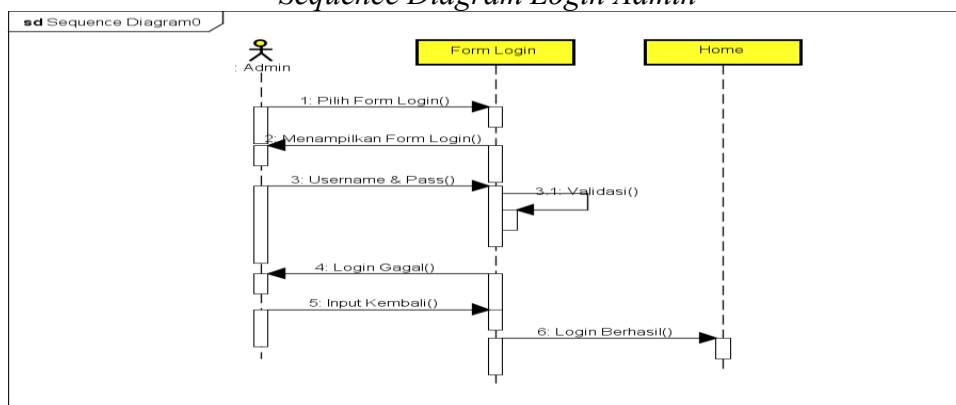 Sequence Diagram Login Admin
sd Sequence Diagram0
: Admin
Form Login
Home
1: Pilih Form Login()
2: Menampilkan Form Login()
3: Username & Pass()
3.1: Validasi()
4: Login Gagal()
5: Input Kembali()
6: Login Berhasil()